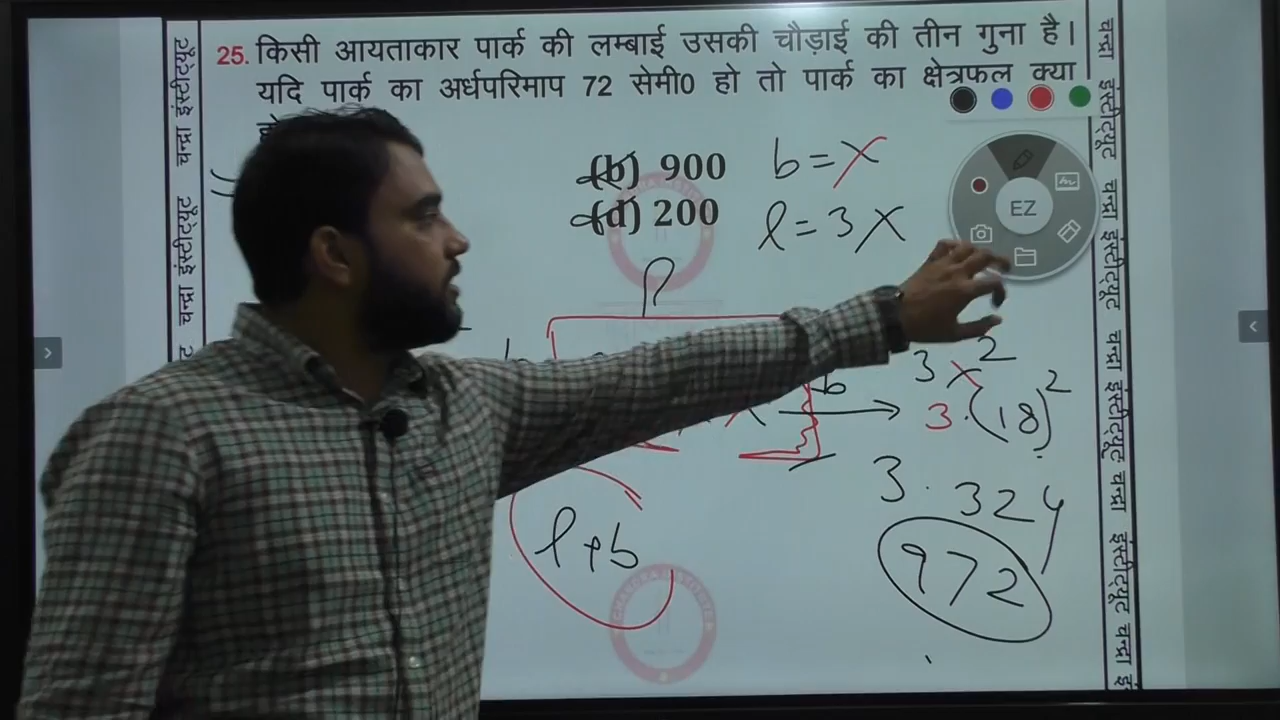 25. किसी आयताकार पार्क की लम्बाई उसकी चौड़ाई की तीन गुना है।
यदि पार्क का अर्धपरिमाप 72 सेमी0 हो तो पार्क का क्षेत्रफल क्या
(b) 900
(d) 200
b = x
l = 3x
EZ
P
b
3x²
3·(18)²
3·324
972
l+b
चन्द्रा इंस्टीट्यूट
चन्द्रा इंस्टीट्यूट
चन्द्रा इंस्टीट्यूट चन्द्रा इंस्टीट्यूट चन्द्रा इंस्टीट्यूट चन्द्रा